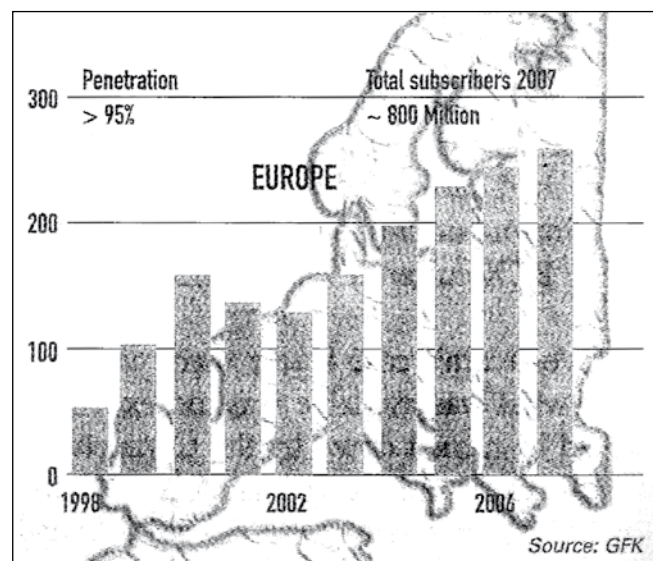 Penetration
> 95%
Total subscribers 2007
~ 800 Million
EUROPE
300
200
100
0
1998
2002
2006
Source: GFK